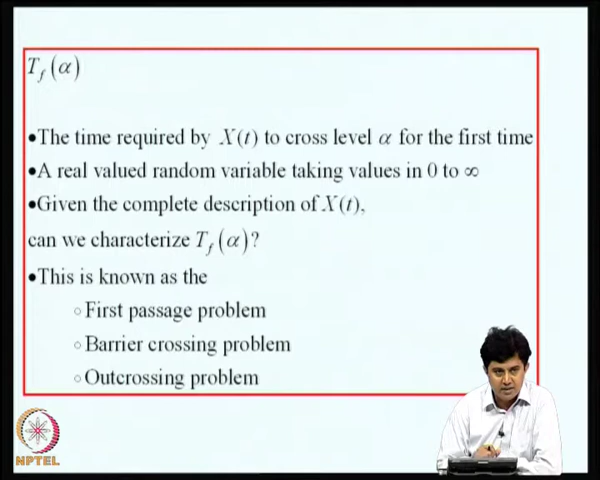 T_f(α)
•The time required by X(t) to cross level α for the first time
•A real valued random variable taking values in 0 to ∞
•Given the complete description of X(t),
can we characterize T_f(α)?
•This is known as the
○First passage problem
○Barrier crossing problem
○Outcrossing problem
NPTEL